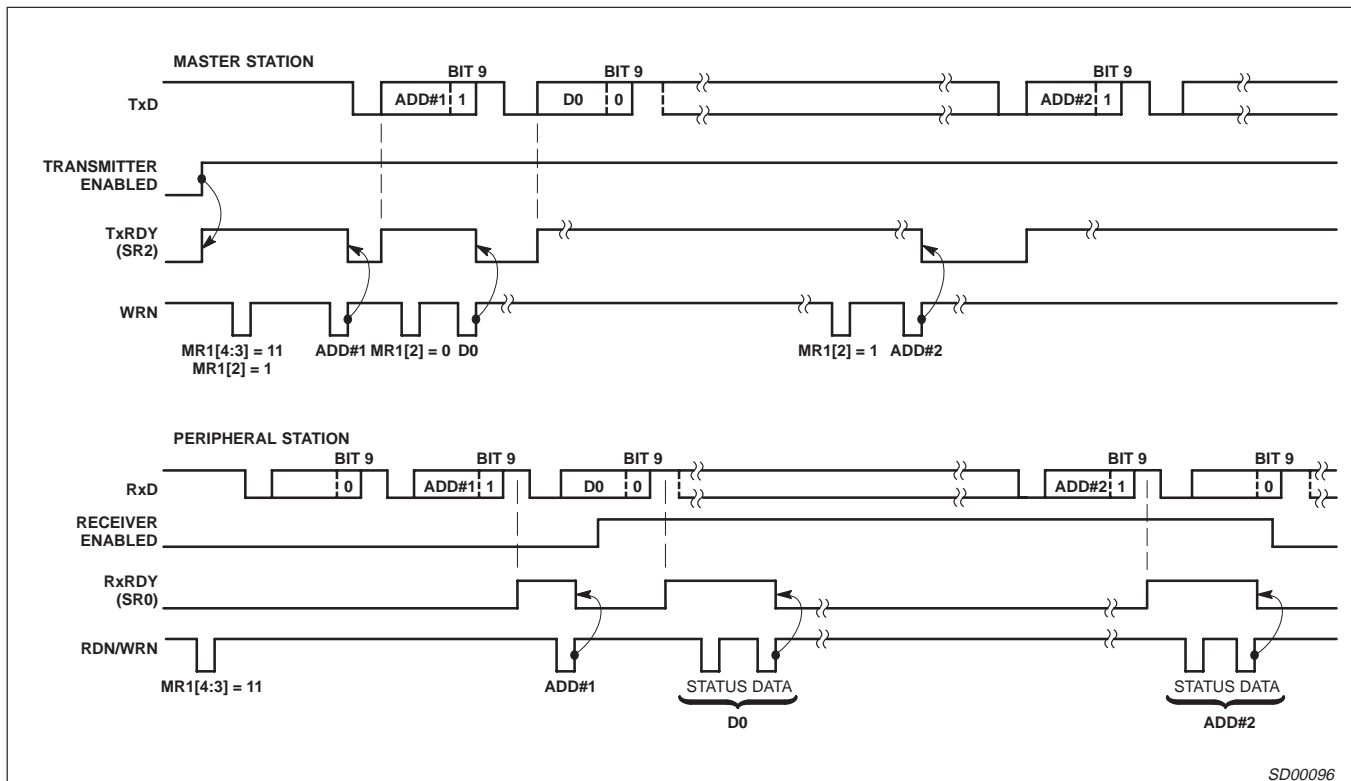 MASTER STATION
BIT 9 BIT 9 BIT 9
TxD ADD#1 1 D0 0 ADD#2 1
TRANSMITTER
ENABLED
TxRDY
(SR2)
WRN
MR1[4:3] = 11 ADD#1 MR1[2] = 0 D0 MR1[2] = 1 ADD#2
MR1[2] = 1
PERIPHERAL STATION
BIT 9 BIT 9 BIT 9 BIT 9 BIT 9
RxD 0 ADD#1 1 D0 0 ADD#2 1 0
RECEIVER
ENABLED
RxRDY
(SR0)
RDN/WRN
MR1[4:3] = 11 ADD#1 STATUS DATA STATUS DATA
D0 ADD#2
SD00096